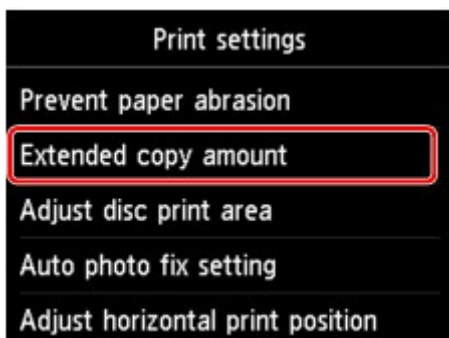 Print settings
Prevent paper abrasion
Extended copy amount
Adjust disc print area
Auto photo fix setting
Adjust horizontal print position